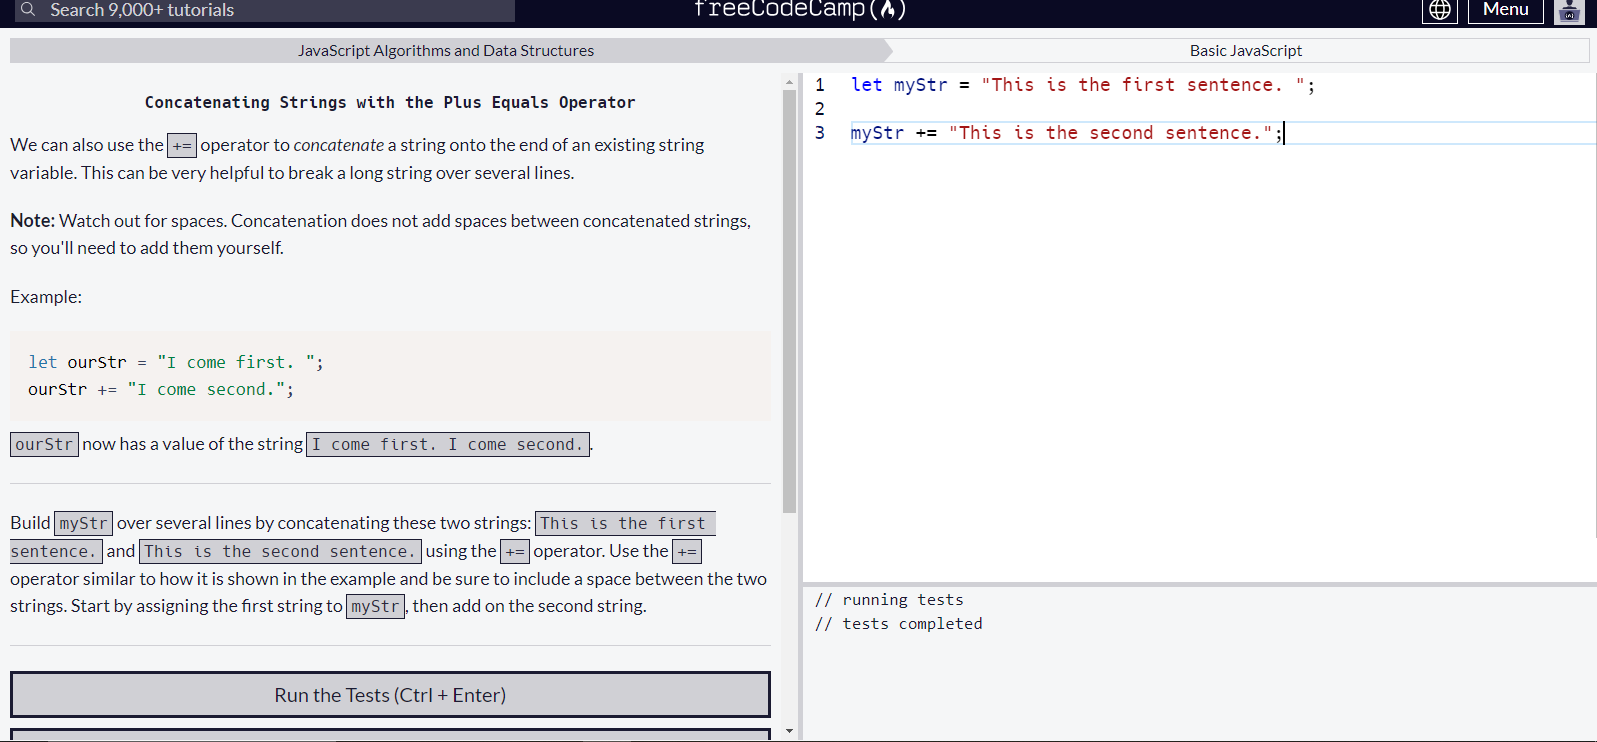 Search 9,000+ tutorials
freeCodeCamp
Menu
JavaScript Algorithms and Data Structures
Basic JavaScript
Concatenating Strings with the Plus Equals Operator
We can also use the += operator to concatenate a string onto the end of an existing string
variable. This can be very helpful to break a long string over several lines.
Note: Watch out for spaces. Concatenation does not add spaces between concatenated strings,
so you'll need to add them yourself.
Example:
let ourStr = "I come first. ";
ourStr += "I come second.";
ourStr now has a value of the string I come first. I come second..
Build myStr over several lines by concatenating these two strings: This is the first
sentence. and This is the second sentence. using the += operator. Use the +=
operator similar to how it is shown in the example and be sure to include a space between the two
strings. Start by assigning the first string to myStr, then add on the second string.
Run the Tests (Ctrl + Enter)
1 let myStr = "This is the first sentence. ";
2
3 myStr += "This is the second sentence.";
// running tests
// tests completed